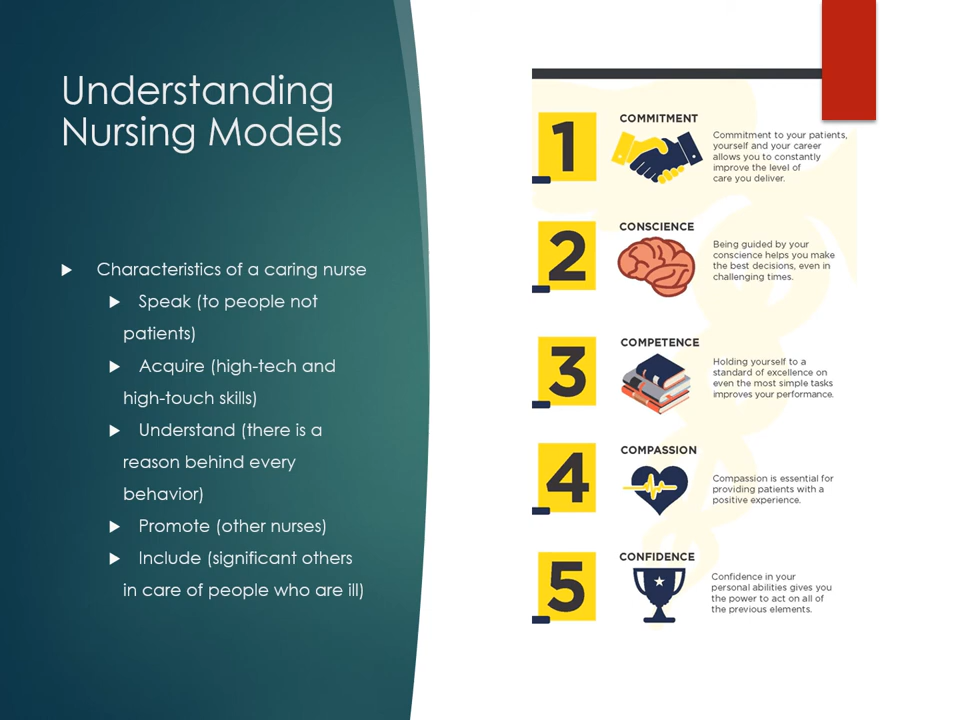 Understanding
Nursing Models
Characteristics of a caring nurse
Speak (to people not
patients)
Acquire (high-tech and
high-touch skills)
Understand (there is a
reason behind every
behavior)
Promote (other nurses)
Include (significant others
in care of people who are ill)
1
COMMITMENT
Commitment to your patients,
yourself and your career
allows you to constantly
improve the level of
care you deliver.
2
CONSCIENCE
Being guided by your
conscience helps you make
the best decisions, even in
challenging times.
3
COMPETENCE
Holding yourself to a
standard of excellence on
even the most simple tasks
improves your performance.
4
COMPASSION
Compassion is essential for
providing patients with a
positive experience.
5
CONFIDENCE
Confidence in your
personal abilities gives you
the power to act on all of
the previous elements.